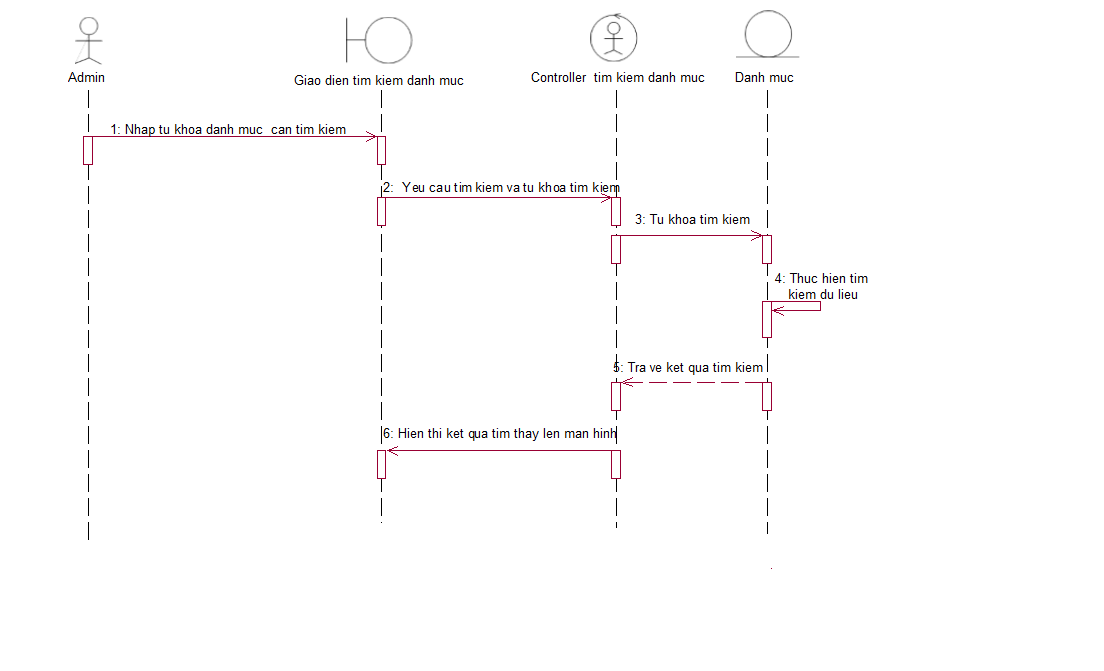 Admin
Giao dien tim kiem danh muc
Controller tim kiem danh muc
Danh muc
1: Nhap tu khoa danh muc can tim kiem
2: Yeu cau tim kiem va tu khoa tim kiem
3: Tu khoa tim kiem
4: Thuc hien tim
kiem du lieu
5: Tra ve ket qua tim kiem
6: Hien thi ket qua tim thay len man hinh